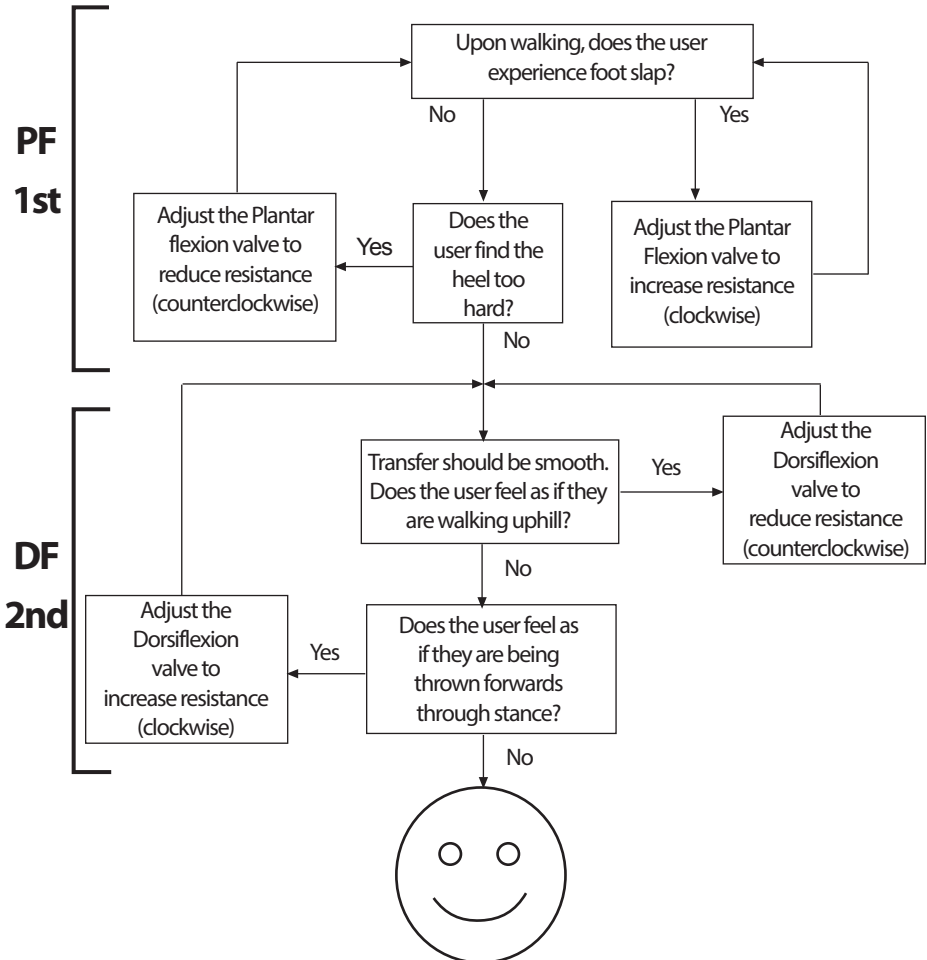 PF
1st
Upon walking, does the user
experience foot slap?
No
Yes
Adjust the Plantar
flexion valve to
reduce resistance
(counterclockwise)
Yes
Does the
user find the
heel too
hard?
Adjust the Plantar
Flexion valve to
increase resistance
(clockwise)
No
DF
2nd
Transfer should be smooth.
Does the user feel as if they
are walking uphill?
Yes
Adjust the
Dorsiflexion
valve to
reduce resistance
(counterclockwise)
No
Adjust the
Dorsiflexion
valve to
increase resistance
(clockwise)
Yes
Does the user feel as
if they are being
thrown forwards
through stance?
No